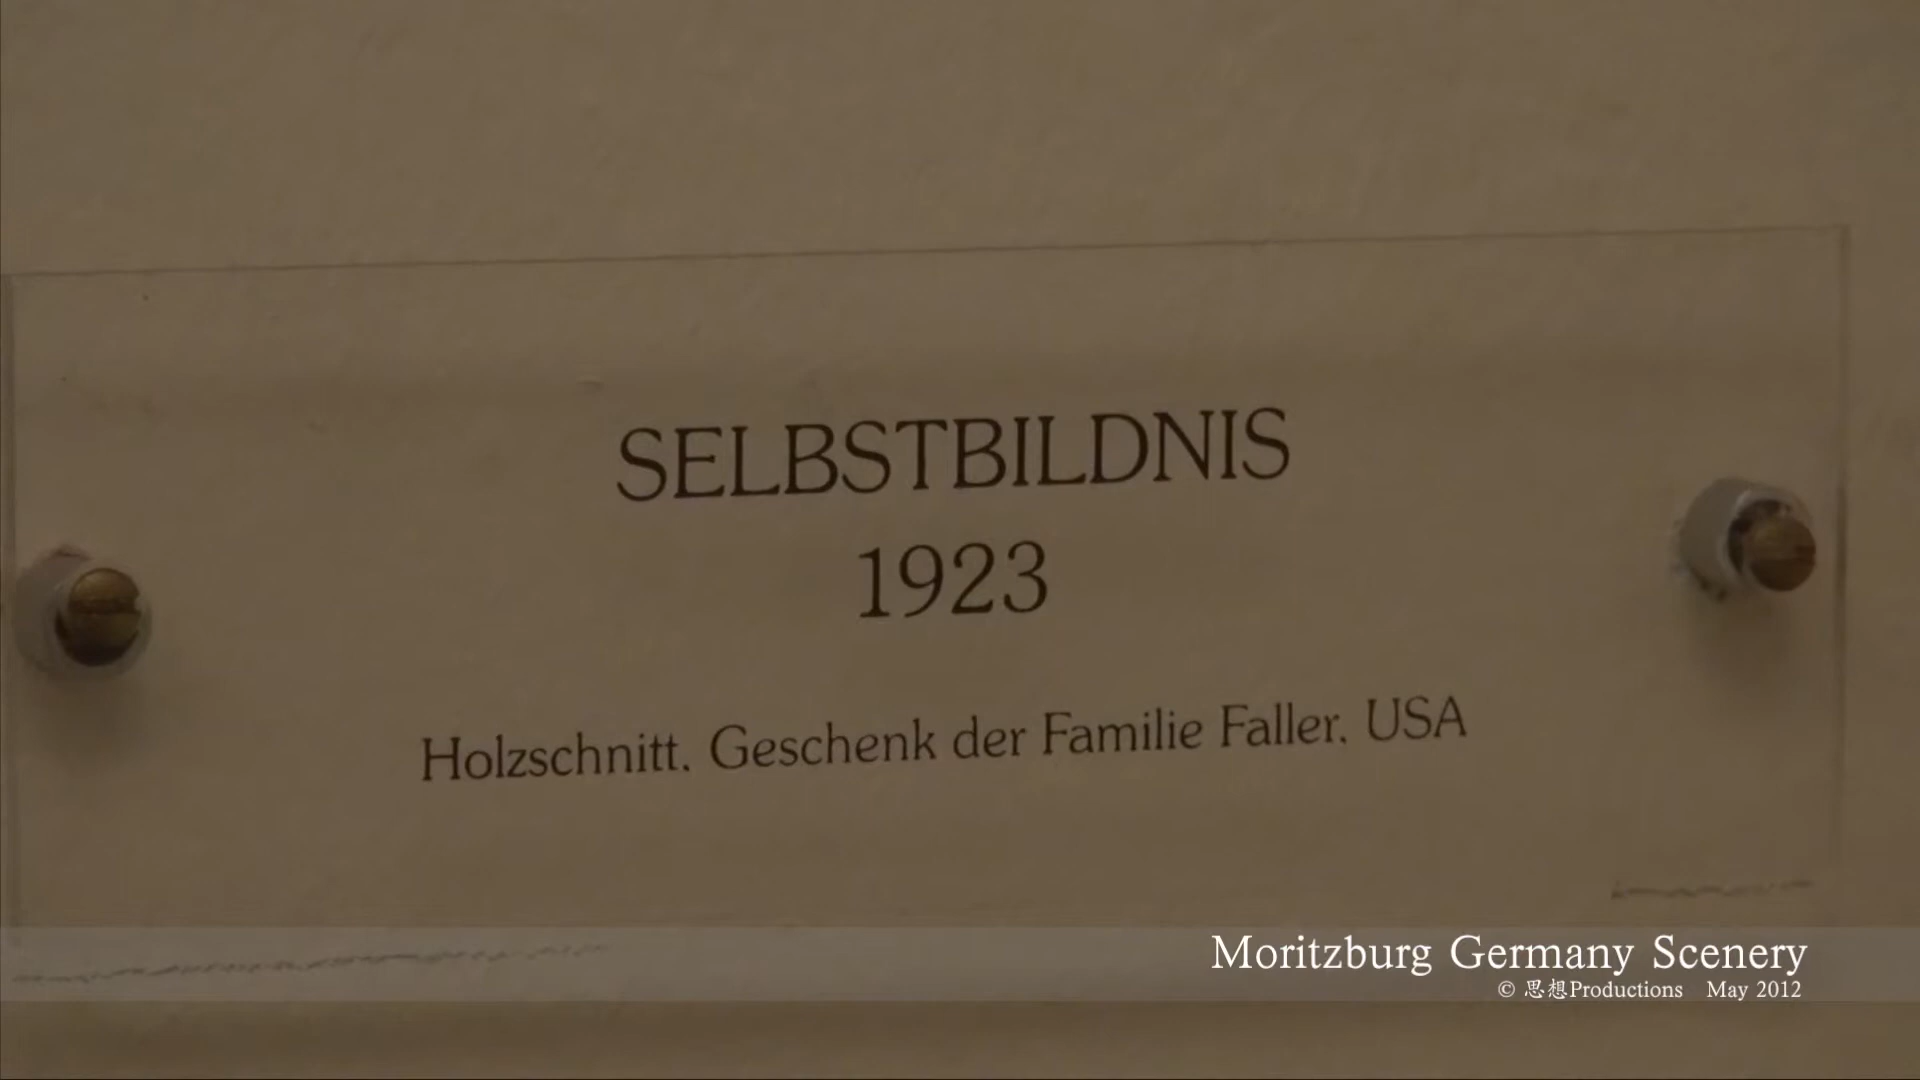 SELBSTBILDNIS
1923
Holzschnitt. Geschenk der Familie Faller. USA
Moritzburg Germany Scenery
© 思想Productions May 2012